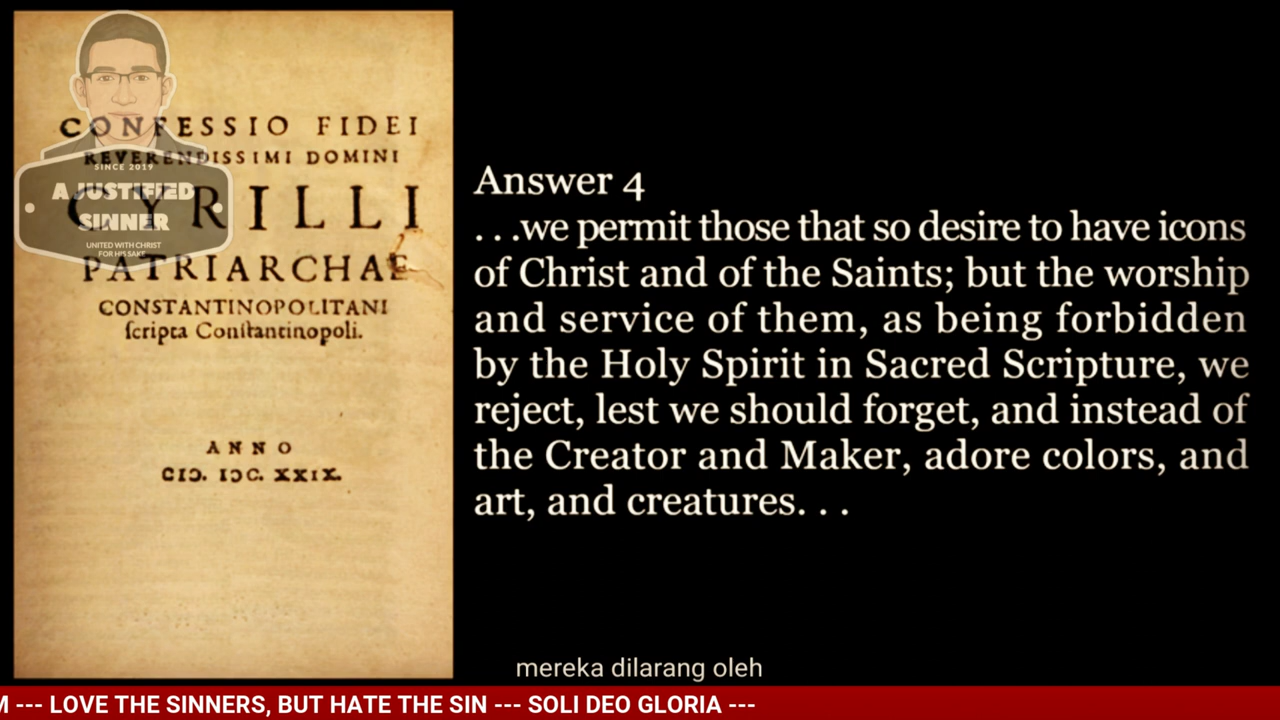 CONFESSIO FIDEI
REVERENDISSIMI DOMINI
CYRILLI
PATRIARCHAE
CONSTANTINOPOLITANI
ſcripta Conſtantinopoli.
ANNO
CIƆ. IƆC. XXIX.
SINCE 2019
A JUSTIFIED
SINNER
UNITED WITH CHRIST
FOR HIS SAKE
Answer 4
. . .we permit those that so desire to have icons
of Christ and of the Saints; but the worship
and service of them, as being forbidden
by the Holy Spirit in Sacred Scripture, we
reject, lest we should forget, and instead of
the Creator and Maker, adore colors, and
art, and creatures. . .
mereka dilarang oleh
M --- LOVE THE SINNERS, BUT HATE THE SIN --- SOLI DEO GLORIA ---